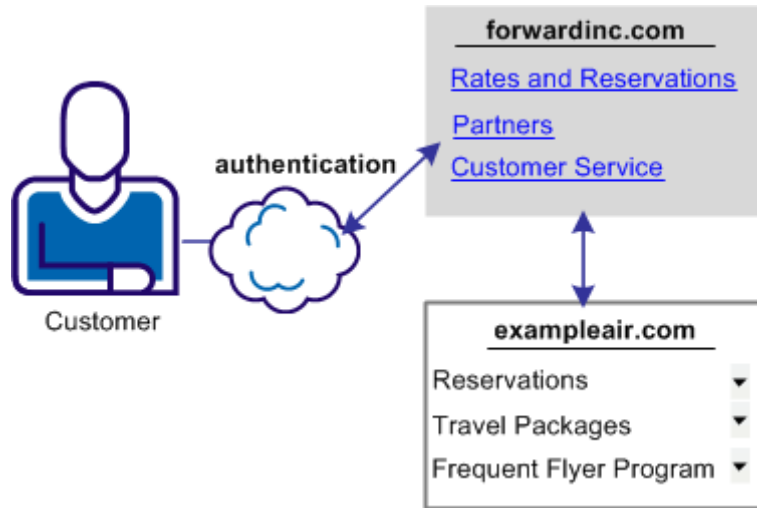 forwardinc.com
Rates and Reservations
Partners
Customer Service
authentication
Customer
exampleair.com
Reservations
Travel Packages
Frequent Flyer Program